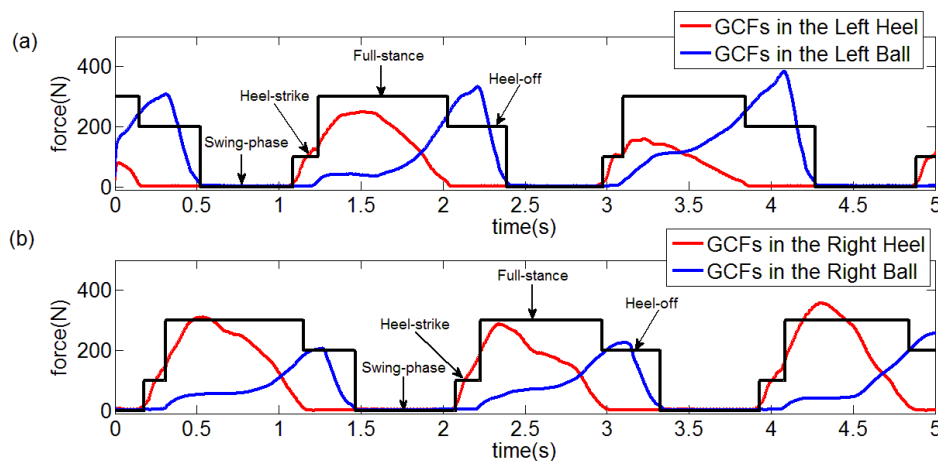 (a)
GCFs in the Left Heel
GCFs in the Left Ball
force(N)
400
200
0
Full-stance
Heel-strike
Heel-off
Swing-phase
0 0.5 1 1.5 2 2.5 3 3.5 4 4.5 5
time(s)
(b)
GCFs in the Right Heel
GCFs in the Right Ball
force(N)
400
200
0
Full-stance
Heel-strike
Heel-off
Swing-phase
0 0.5 1 1.5 2 2.5 3 3.5 4 4.5 5
time(s)